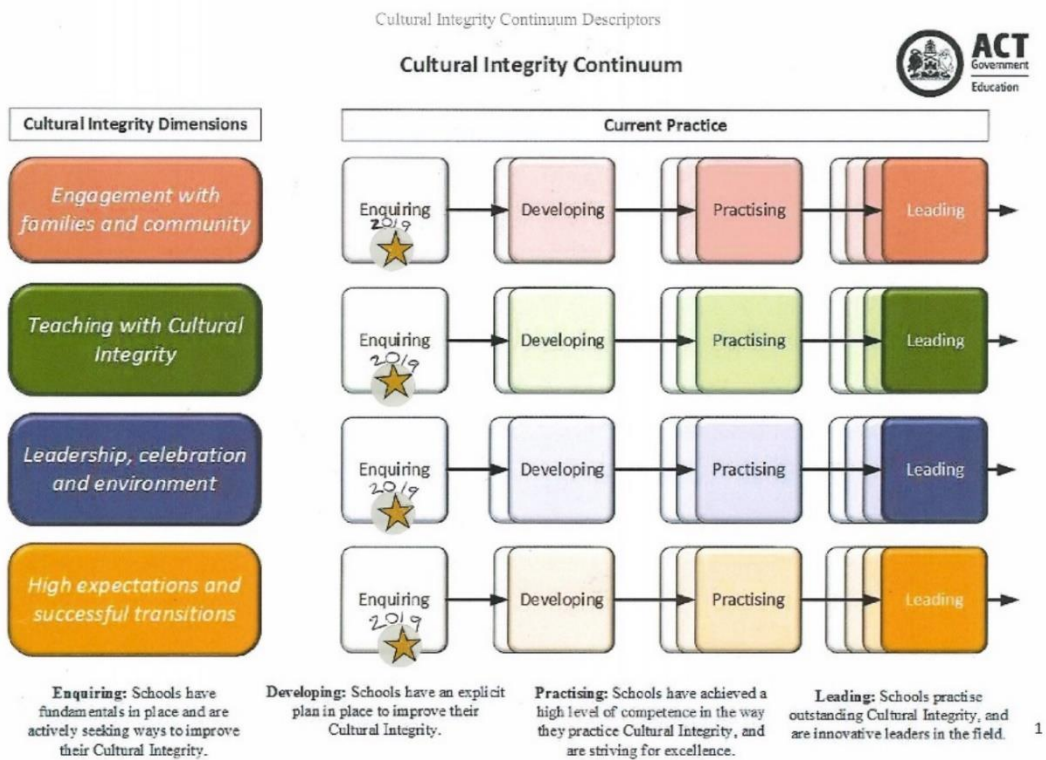 Cultural Integrity Continuum Descriptors
Cultural Integrity Continuum
ACT
Government
Education
Cultural Integrity Dimensions
Current Practice
Engagement with
families and community
Enquiring
2019
Developing
Practising
Leading
Teaching with Cultural
Integrity
Enquiring
2019
Developing
Practising
Leading
Leadership, celebration
and environment
Enquiring
2019
Developing
Practising
Leading
High expectations and
successful transitions
Enquiring
2019
Developing
Practising
Leading
Enquiring: Schools have
fundamentals in place and are
actively seeking ways to improve
their Cultural Integrity.
Developing: Schools have an explicit
plan in place to improve their
Cultural Integrity.
Practising: Schools have achieved a
high level of competence in the way
they practice Cultural Integrity, and
are striving for excellence.
Leading: Schools practise
outstanding Cultural Integrity, and
are innovative leaders in the field.
1